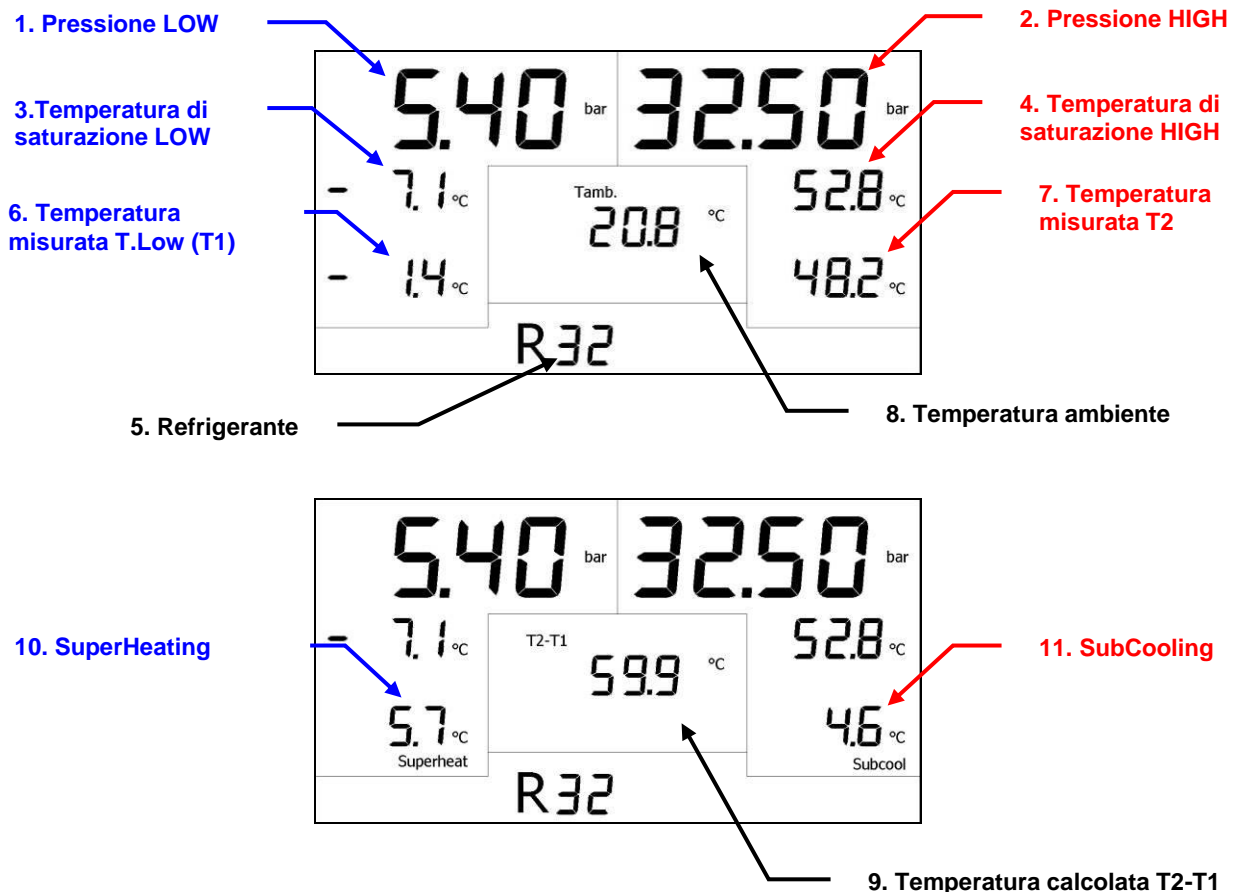 1. Pressione LOW
2. Pressione HIGH
5.40 bar 32.50 bar
3.Temperatura di
saturazione LOW
4. Temperatura di
saturazione HIGH
- 7.1 °C
Tamb.
20.8 °C
52.8 °C
6. Temperatura
misurata T.Low (T1)
7. Temperatura
misurata T2
- 1.4 °C
48.2 °C
R32
5. Refrigerante
8. Temperatura ambiente
5.40 bar 32.50 bar
10. SuperHeating
- 7.1 °C
T2-T1
59.9 °C
52.8 °C
11. SubCooling
5.7 °C
Superheat
4.6 °C
Subcool
R32
9. Temperatura calcolata T2-T1